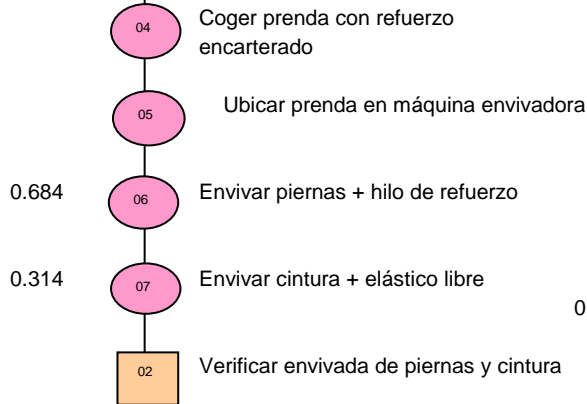 04 Coger prenda con refuerzo
encarterado
05 Ubicar prenda en máquina envivadora
0.684 06 Envivar piernas + hilo de refuerzo
0.314 07 Envivar cintura + elástico libre
0
02 Verificar envivada de piernas y cintura